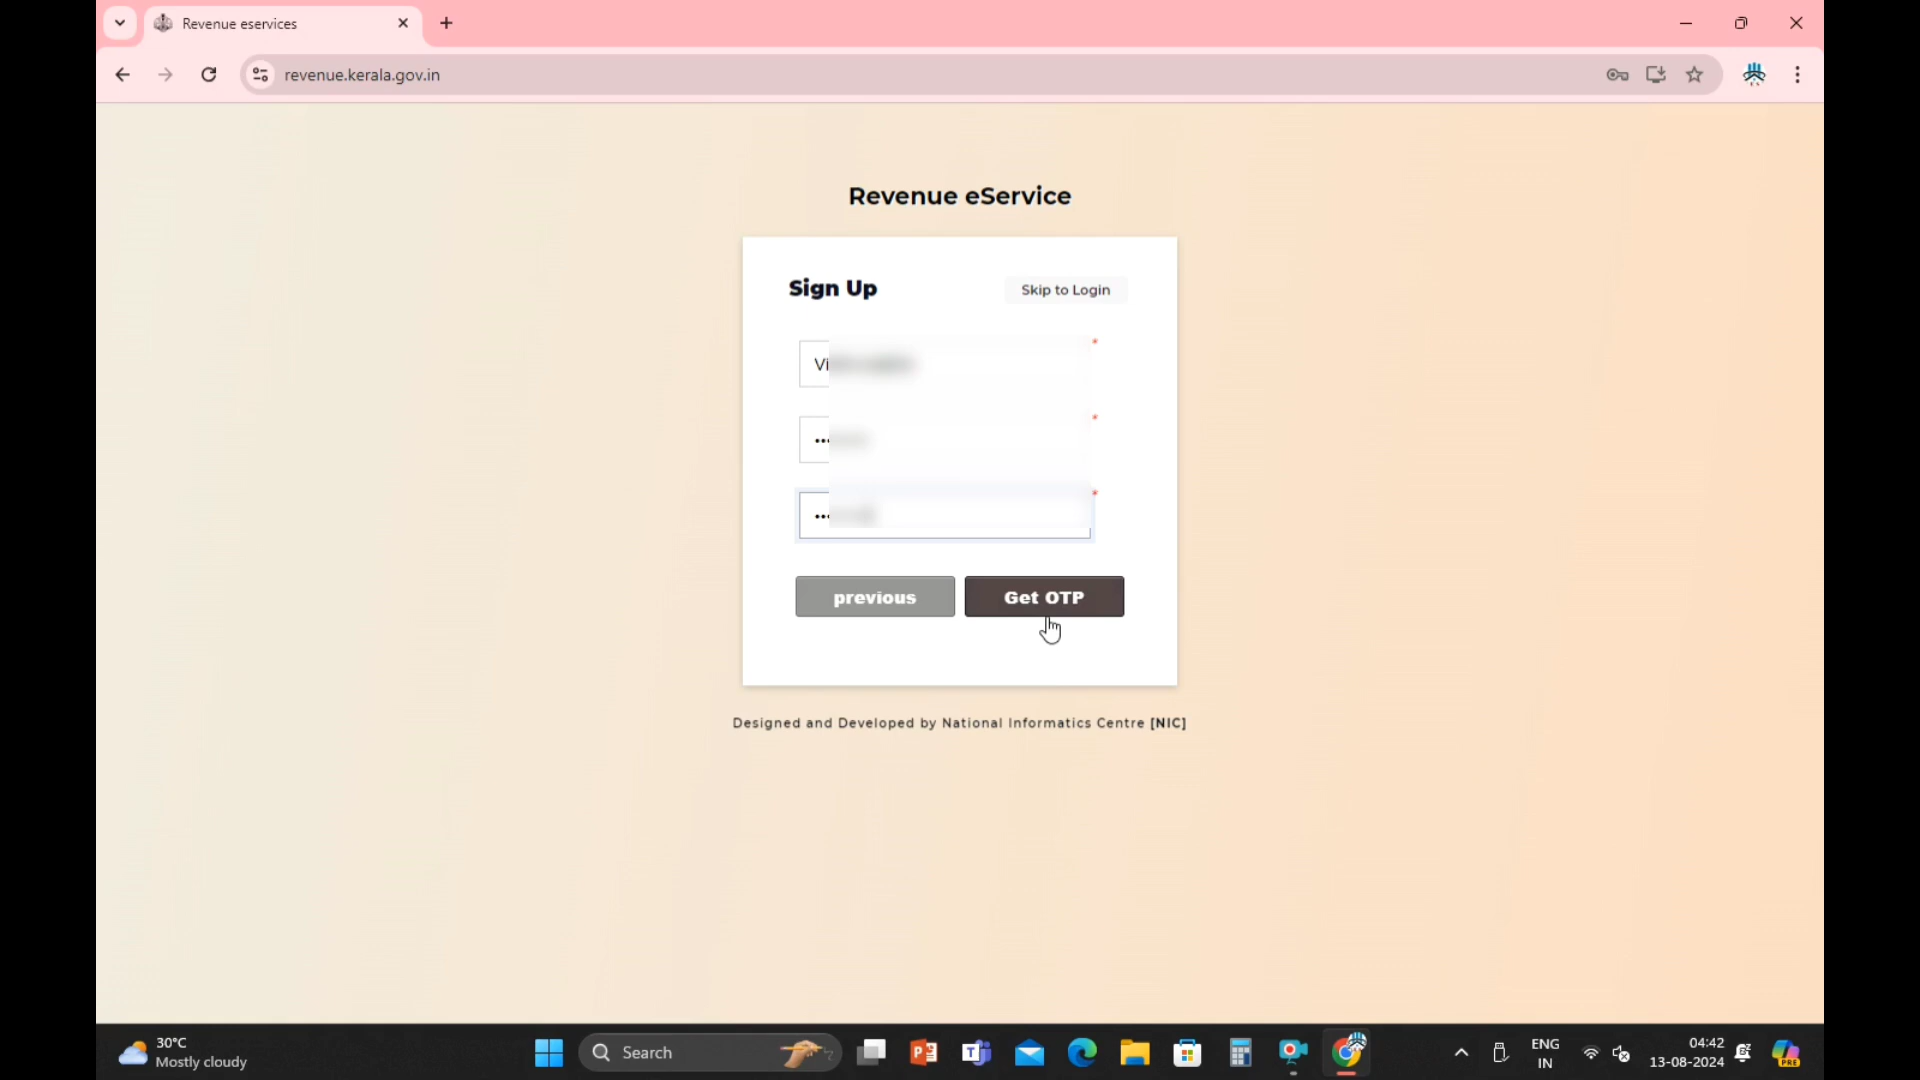 Revenue eservices
revenue.kerala.gov.in
Revenue eService
Sign Up
Skip to Login
*
*
*
previous
Get OTP
Designed and Developed by National Informatics Centre [NIC]
30°C
Mostly cloudy
Search
ENG
IN
04:42
13-08-2024
PRE